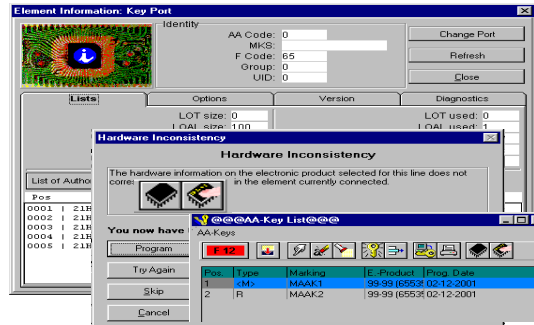 Element Information: Key Port
Identity
AA Code: 0
MKS:
F Code: 65
Group: 0
UID: 0
Change Port
Refresh
Close
Lists
Options
Version
Diagnostics
LOT size: 0
LOT used: 0
LOAL size: 100
LOAL used: 1
List of Autho
Pos
0001 | 21H
0002 | 21H
0003 | 21H
0004 | 21H
0005 | 21H
Hardware Inconsistency
Hardware Inconsistency
The hardware information on the electronic product selected for this line does not
corre in the element currently connected.
You now have
Program
Try Again
Skip
Cancel
@@@AA-Key List@@@
AA-Keys
F 12
Pos. Type Marking E.-Product Prog. Date
1 <M> MAAK1 99-99 (6553 02-12-2001
2 R MAAK2 99-99 (6553 02-12-2001